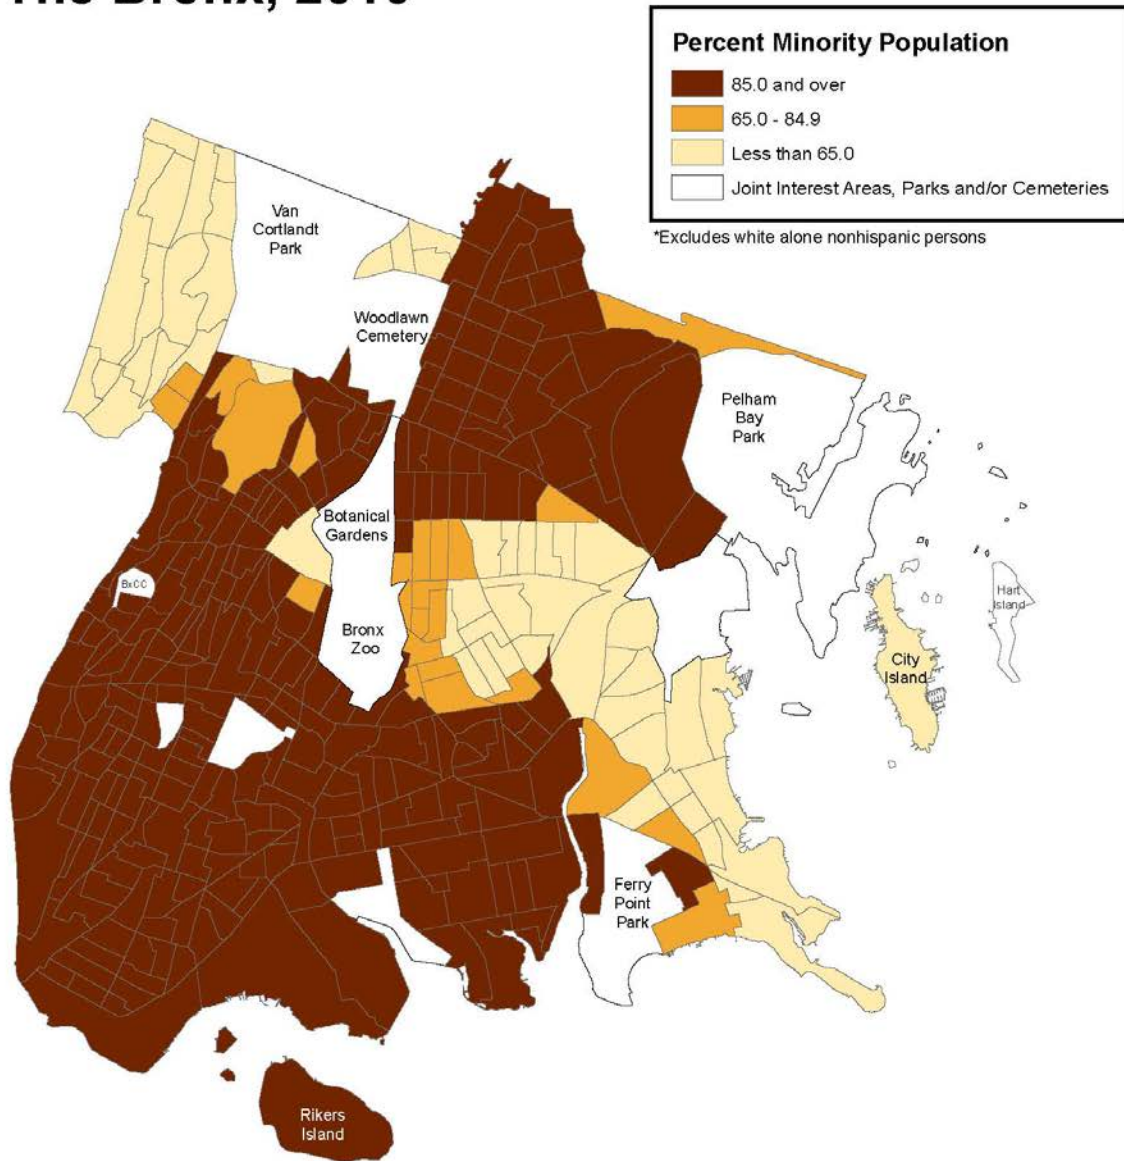 The Bronx, 2010
Percent Minority Population
85.0 and over
65.0 - 84.9
Less than 65.0
Joint Interest Areas, Parks and/or Cemeteries
*Excludes white alone nonhispanic persons
Van
Cortlandt
Park
Woodlawn
Cemetery
Pelham
Bay
Park
Botanical
Gardens
BxCC
Hart
Island
Bronx
Zoo
City
Island
Ferry
Point
Park
Rikers
Island